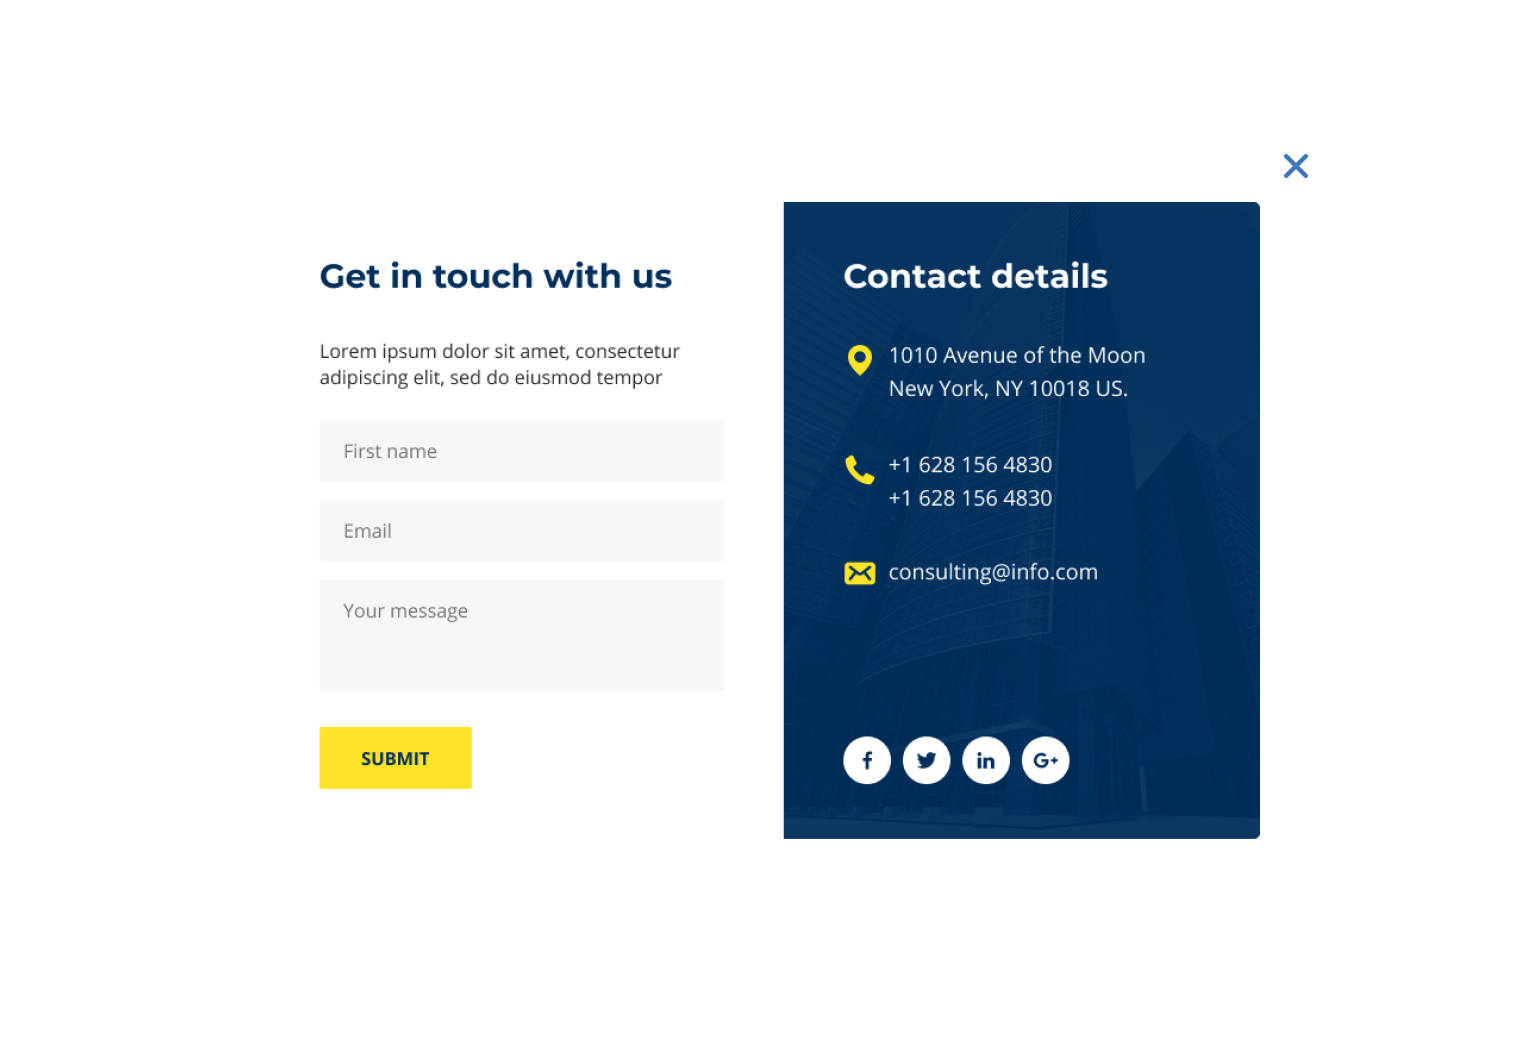 Get in touch with us
Lorem ipsum dolor sit amet, consectetur
adipiscing elit, sed do eiusmod tempor
First name
Email
Your message
SUBMIT
Contact details
1010 Avenue of the Moon
New York, NY 10018 US.
+1 628 156 4830
+1 628 156 4830
consulting@info.com
f
in
G+